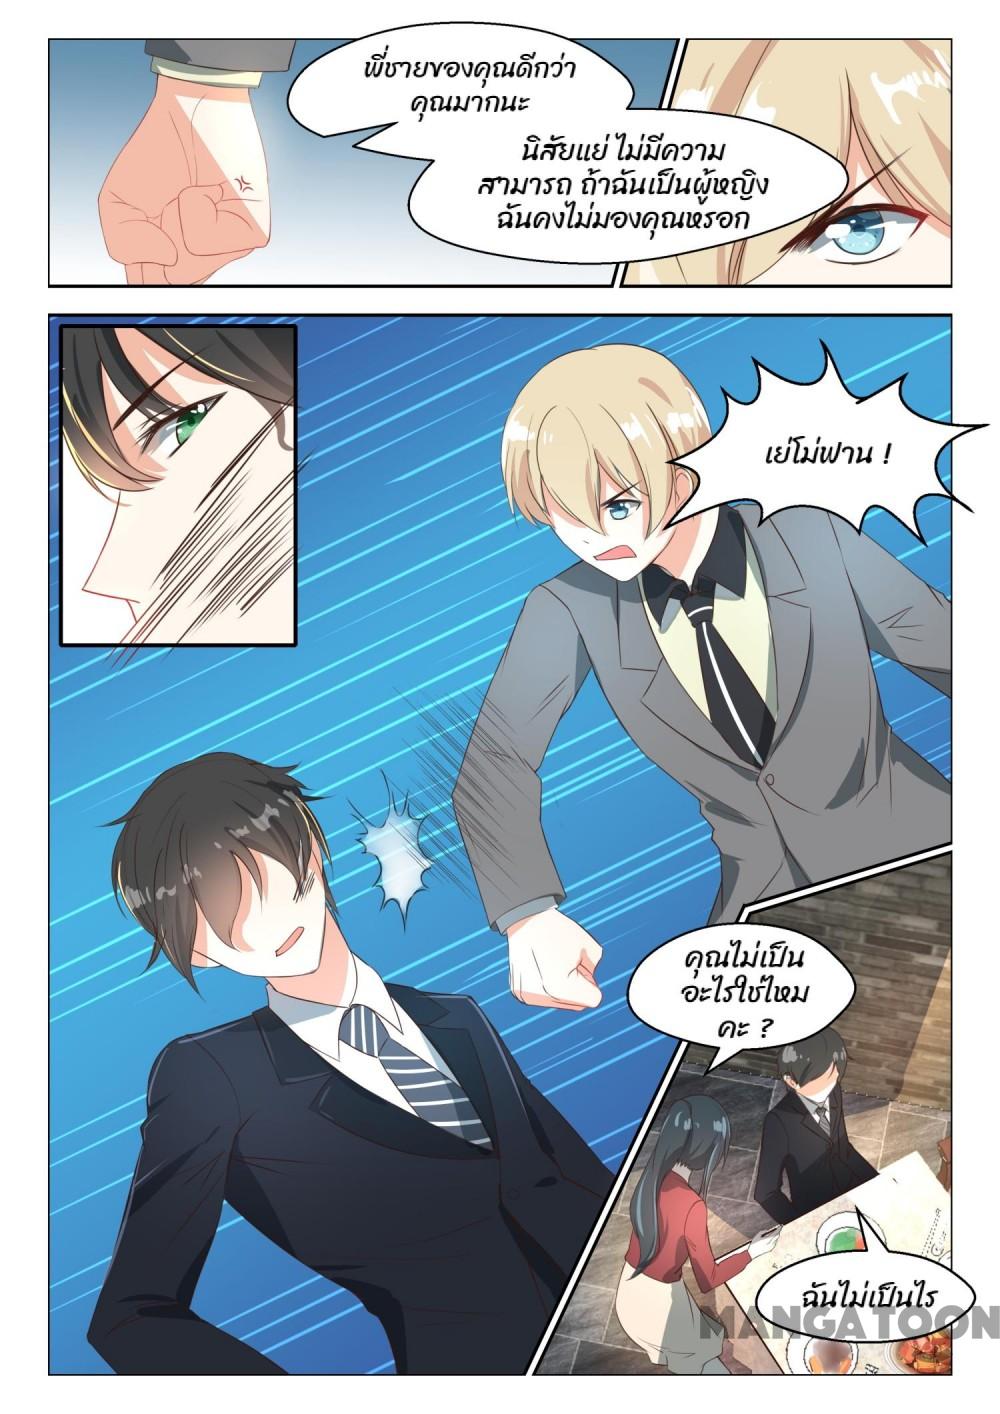 พี่ชายของคุณดีกว่า
คุณมากนะ
นิสัยแย่ ไม่มีความ
สามารถ ถ้าฉันเป็นผู้หญิง
ฉันคงไม่มองคุณหรอก
เย่โม่ฟาน !
คุณไม่เป็น
อะไรใช่ไหม
คะ ?
ฉันไม่เป็นไร
MANGATOON